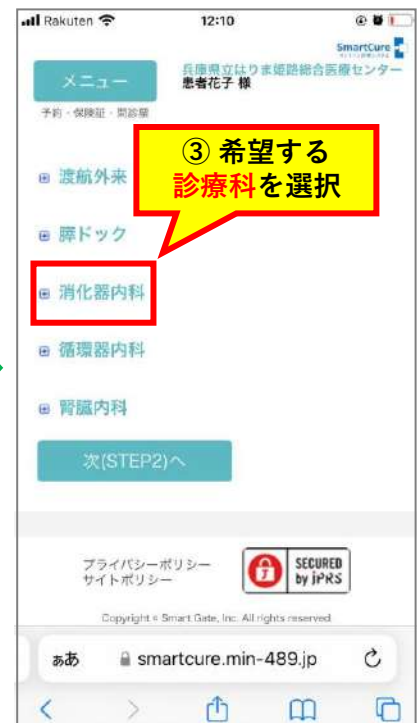 Rakuten 12:10
SmartCure
兵庫県立はりま姫路総合医療センター
メニュー
患者花子 様
予約・保険証・問診票
③ 希望する
診療科を選択
渡航外来
膵ドック
消化器内科
循環器内科
腎臓内科
次(STEP2)へ
プライバシーポリシー
サイトポリシー
SECURED
by JPRS
Copyright © Smart Gate, Inc. All rights reserved
ああ smartcure.min-489.jp